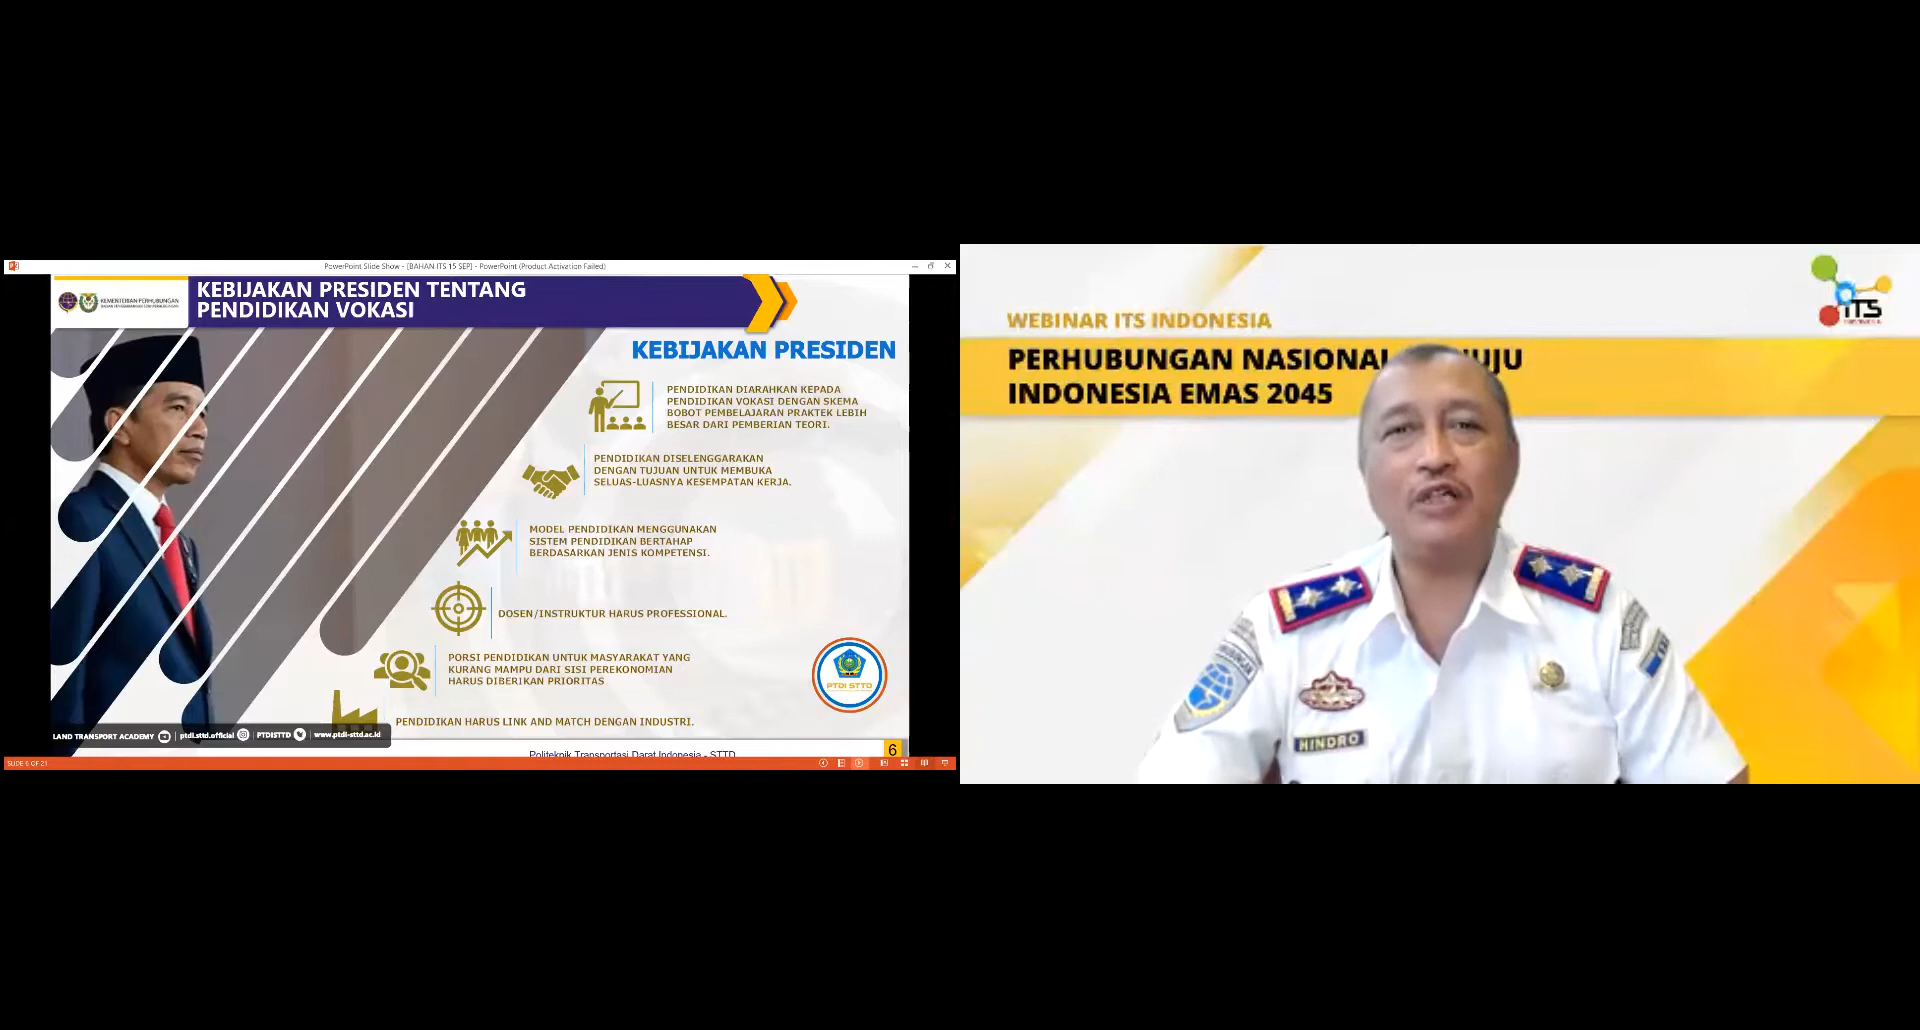 PowerPoint Slide Show - [BAHAN ITS 15 SEP] - PowerPoint (Product Activation Failed)
KEMENTERIAN PERHUBUNGAN
KEBIJAKAN PRESIDEN TENTANG
PENDIDIKAN VOKASI
KEBIJAKAN PRESIDEN
PENDIDIKAN DIARAHKAN KEPADA
PENDIDIKAN VOKASI DENGAN SKEMA
BOBOT PEMBELAJARAN PRAKTEK LEBIH
BESAR DARI PEMBERIAN TEORI.
PENDIDIKAN DISELENGGARAKAN
DENGAN TUJUAN UNTUK MEMBUKA
SELUAS-LUASNYA KESEMPATAN KERJA.
MODEL PENDIDIKAN MENGGUNAKAN
SISTEM PENDIDIKAN BERTAHAP
BERDASARKAN JENIS KOMPETENSI.
DOSEN/INSTRUKTUR HARUS PROFESSIONAL.
PORSI PENDIDIKAN UNTUK MASYARAKAT YANG
KURANG MAMPU DARI SISI PEREKONOMIAN
HARUS DIBERIKAN PRIORITAS
PENDIDIKAN HARUS LINK AND MATCH DENGAN INDUSTRI.
PTDI STTD
LAND TRANSPORT ACADEMY | ptdi.sttd.official | PTDISTTD | www.ptdi-sttd.ac.id
Politeknik Transportasi Darat Indonesia - STTD
6
SLIDE 6 OF 21
WEBINAR ITS INDONESIA
PERHUBUNGAN NASIONAL UJU
INDONESIA EMAS 2045
ITS
HINDRO